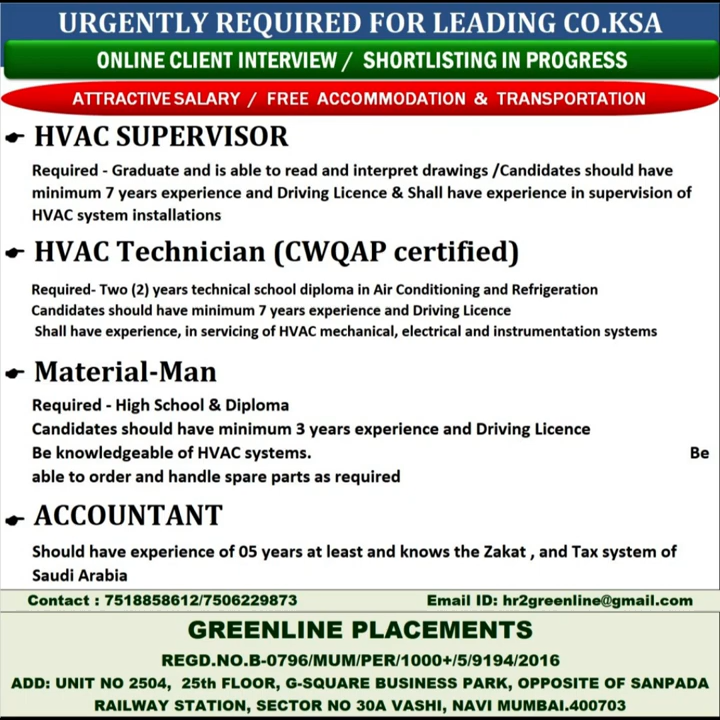 URGENTLY REQUIRED FOR LEADING CO.KSA
ONLINE CLIENT INTERVIEW / SHORTLISTING IN PROGRESS
ATTRACTIVE SALARY / FREE ACCOMMODATION & TRANSPORTATION
HVAC SUPERVISOR
Required - Graduate and is able to read and interpret drawings /Candidates should have
minimum 7 years experience and Driving Licence & Shall have experience in supervision of
HVAC system installations
HVAC Technician (CWQAP certified)
Required- Two (2) years technical school diploma in Air Conditioning and Refrigeration
Candidates should have minimum 7 years experience and Driving Licence
Shall have experience, in servicing of HVAC mechanical, electrical and instrumentation systems
Material-Man
Required - High School & Diploma
Candidates should have minimum 3 years experience and Driving Licence
Be knowledgeable of HVAC systems. Be
able to order and handle spare parts as required
ACCOUNTANT
Should have experience of 05 years at least and knows the Zakat , and Tax system of
Saudi Arabia
Contact : 7518858612/7506229873 Email ID: hr2greenline@gmail.com
GREENLINE PLACEMENTS
REGD.NO.B-0796/MUM/PER/1000+/5/9194/2016
ADD: UNIT NO 2504, 25th FLOOR, G-SQUARE BUSINESS PARK, OPPOSITE OF SANPADA
RAILWAY STATION, SECTOR NO 30A VASHI, NAVI MUMBAI.400703